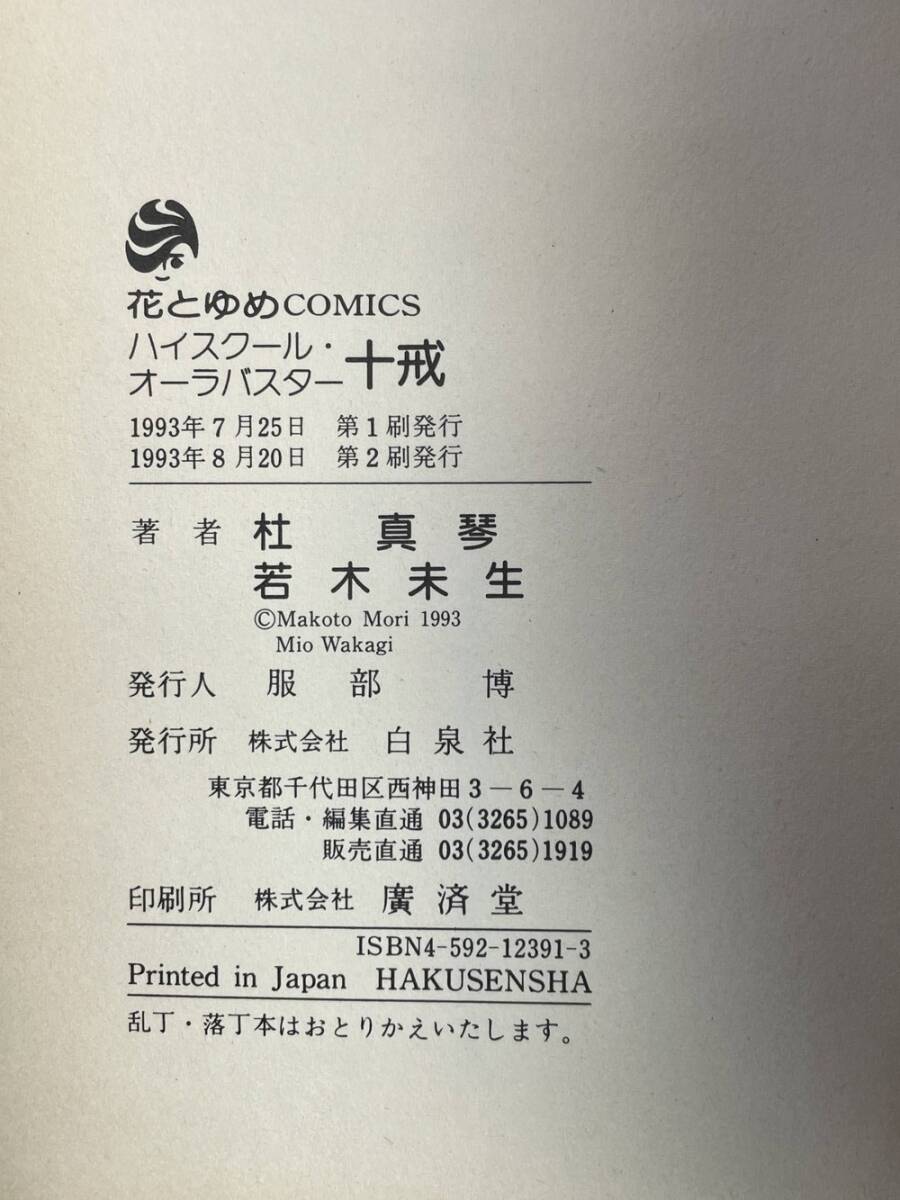 花とゆめCOMICS
ハイスクール・
オーラバスター十戒
1993年7月25日 第1刷発行
1993年8月20日 第2刷発行
著者 杜真琴
若木未生
©Makoto Mori 1993
Mio Wakagi
発行人 服部 博
発行所 株式会社 白泉社
東京都千代田区西神田3-6-4
電話・編集直通 03(3265)1089
販売直通 03(3265)1919
印刷所 株式会社 廣済堂
ISBN4-592-12391-3
Printed in Japan HAKUSENSHA
乱丁・落丁本はおとりかえいたします。